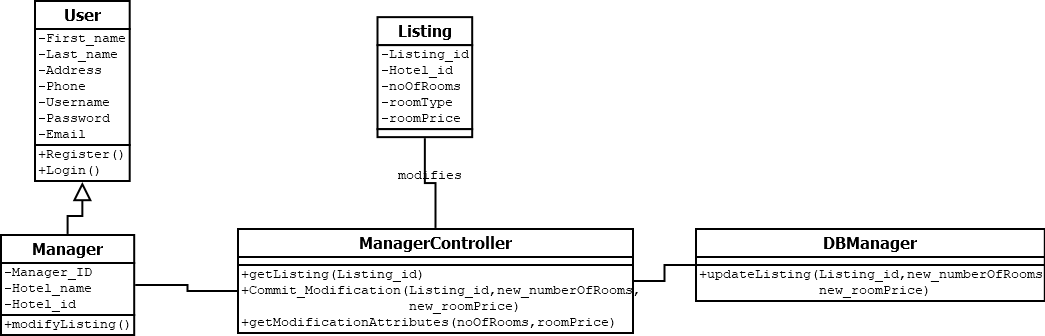 User
-First_name
-Last_name
-Address
-Phone
-Username
-Password
-Email
+Register()
+Login()
Listing
-Listing_id
-Hotel_id
-noOfRooms
-roomType
-roomPrice
modifies
Manager
-Manager_ID
-Hotel_name
-Hotel_id
+modifyListing()
ManagerController
+getListing(Listing_id)
+Commit_Modification(Listing_id,new_numberOfRooms,
new_roomPrice)
+getModificationAttributes(noOfRooms,roomPrice)
DBManager
+updateListing(Listing_id,new_numberOfRooms
new_roomPrice)